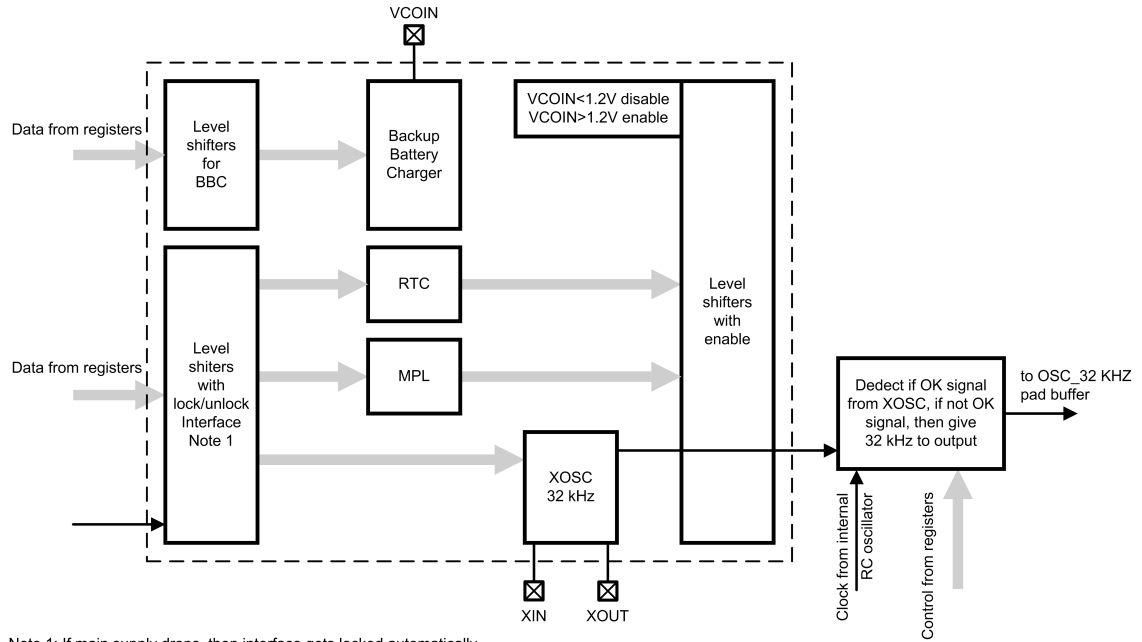 VCOIN
Data from registers
Level
shifters
for
BBC
Backup
Battery
Charger
VCOIN<1.2V disable
VCOIN>1.2V enable
Data from registers
Level
shiters
with
lock/unlock
Interface
Note 1
RTC
MPL
XOSC
32 kHz
Level
shifters
with
enable
Dedect if OK signal
from XOSC, if not OK
signal, then give
32 kHz to output
to OSC_32 KHZ
pad buffer
Clock from internal
RC oscillator
Control from registers
XIN
XOUT
Note 1: If main supply drops, then interface gets locked automatically